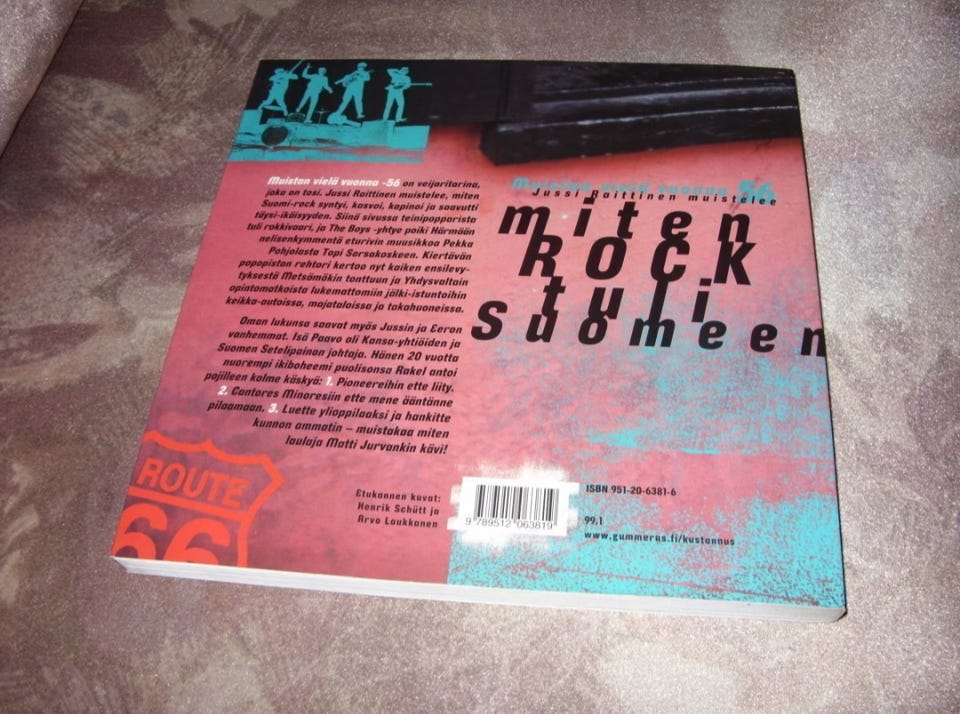 Muistan vielä vuonna -56 on veijaritarina,
joka on tosi. Jussi Raittinen muistelee, miten
Suomi-rock syntyi, kasvoi, kapinoi ja saavutti
täysi-ikäisyyden. Siinä sivussa teinipopparista
tuli rokkivaari, ja The Boys -yhtye poiki Härmään
nelisenkymmentä eturivin muusikkoa Pekka
Pohjolasta Topi Sorsakoskeen. Kiertävän
popopiston rehtori kertoo nyt kaiken ensilevy-
tyksestä Metsämökin tonttuun ja Yhdysvaltain
opintomatkoista lukemattomiin jälki-istuntoihin
keikka-autoissa, majataloissa ja takahuoneissa.
Oman lukunsa saavat myös Jussin ja Eeron
vanhemmat. Isä Paavo oli Kansa-yhtiöiden ja
Suomen Setelipainon johtaja. Hänen 20 vuotta
nuorempi ikiboheemi puolisonsa Rakel antoi
pojilleen kolme käskyä: 1. Pioneereihin ette liity.
2. Cantores Minoresiin ette mene ääntänne
pilaamaan. 3. Luette ylioppilaaksi ja hankitte
kunnon ammatin – muistakaa miten
laulaja Matti Jurvankin kävi!
ROUTE
66
Etukannen kuvat:
Henrik Schütt ja
Arvo Laukkanen
Muistan vielä vuonna -56
Jussi Raittinen muistelee
miten
ROCK
tuli
Suomeen
ISBN 951-20-6381-6
9 789512 063819
99.1
www.gummerus.fi/kustannus